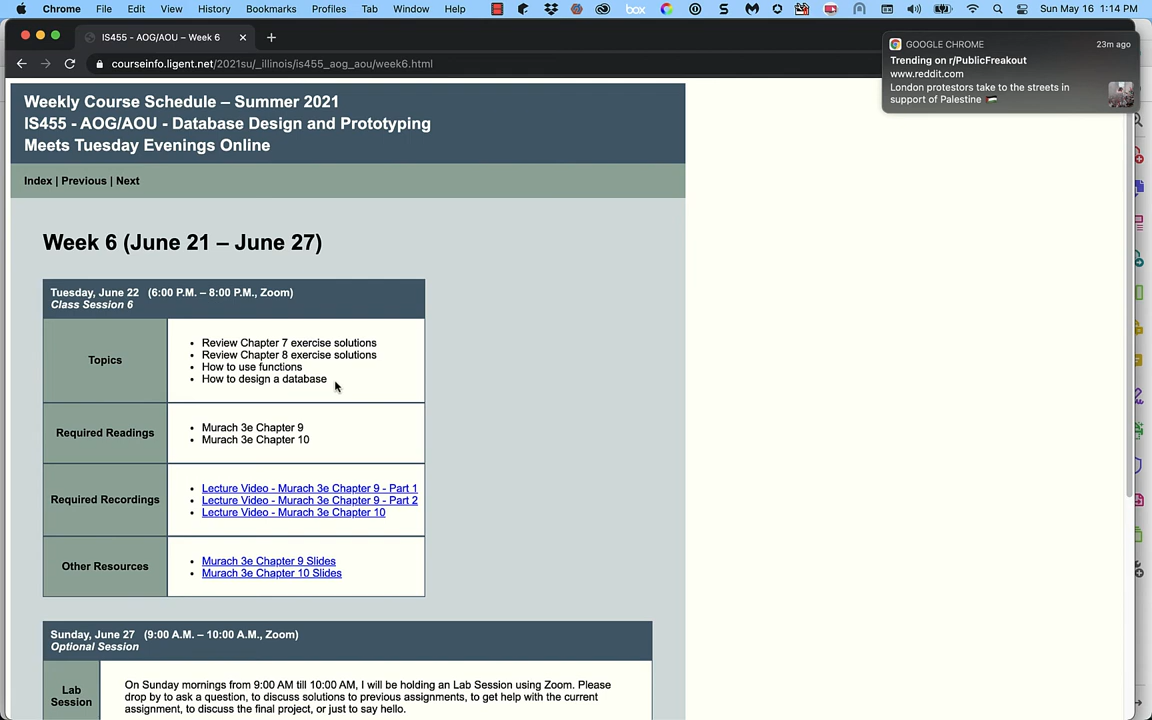 Chrome File Edit View History Bookmarks Profiles Tab Window Help box Sun May 16 1:14 PM
IS455 - AOG/AOU – Week 6
courseinfo.ligent.net/2021su/_illinois/is455_aog_aou/week6.html
GOOGLE CHROME 23m ago
Trending on r/PublicFreakout
www.reddit.com
London protestors take to the streets in
support of Palestine
Weekly Course Schedule – Summer 2021
IS455 - AOG/AOU - Database Design and Prototyping
Meets Tuesday Evenings Online
Index | Previous | Next
Week 6 (June 21 – June 27)
Tuesday, June 22 (6:00 P.M. – 8:00 P.M., Zoom)
Class Session 6
Topics
Review Chapter 7 exercise solutions
Review Chapter 8 exercise solutions
How to use functions
How to design a database
Required Readings
Murach 3e Chapter 9
Murach 3e Chapter 10
Required Recordings
Lecture Video - Murach 3e Chapter 9 - Part 1
Lecture Video - Murach 3e Chapter 9 - Part 2
Lecture Video - Murach 3e Chapter 10
Other Resources
Murach 3e Chapter 9 Slides
Murach 3e Chapter 10 Slides
Sunday, June 27 (9:00 A.M. – 10:00 A.M., Zoom)
Optional Session
Lab
Session
On Sunday mornings from 9:00 AM till 10:00 AM, I will be holding an Lab Session using Zoom. Please
drop by to ask a question, to discuss solutions to previous assignments, to get help with the current
assignment, to discuss the final project, or just to say hello.